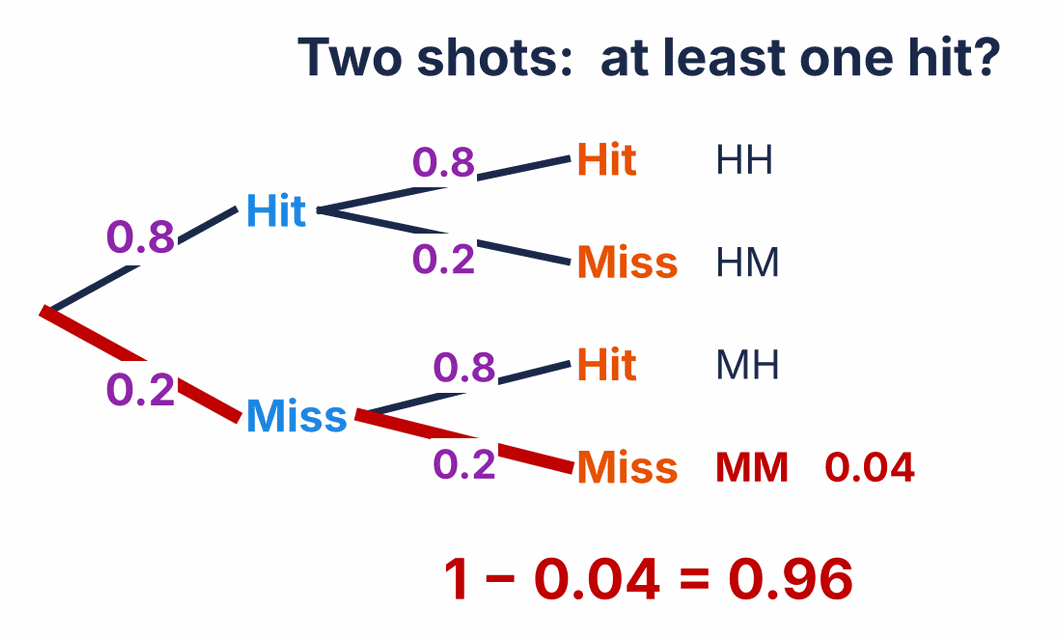 Two shots: at least one hit?
0.8 Hit HH
0.8 Hit
0.2 Miss HM
0.8 Hit MH
0.2 Miss
0.2 Miss MM 0.04
1 − 0.04 = 0.96